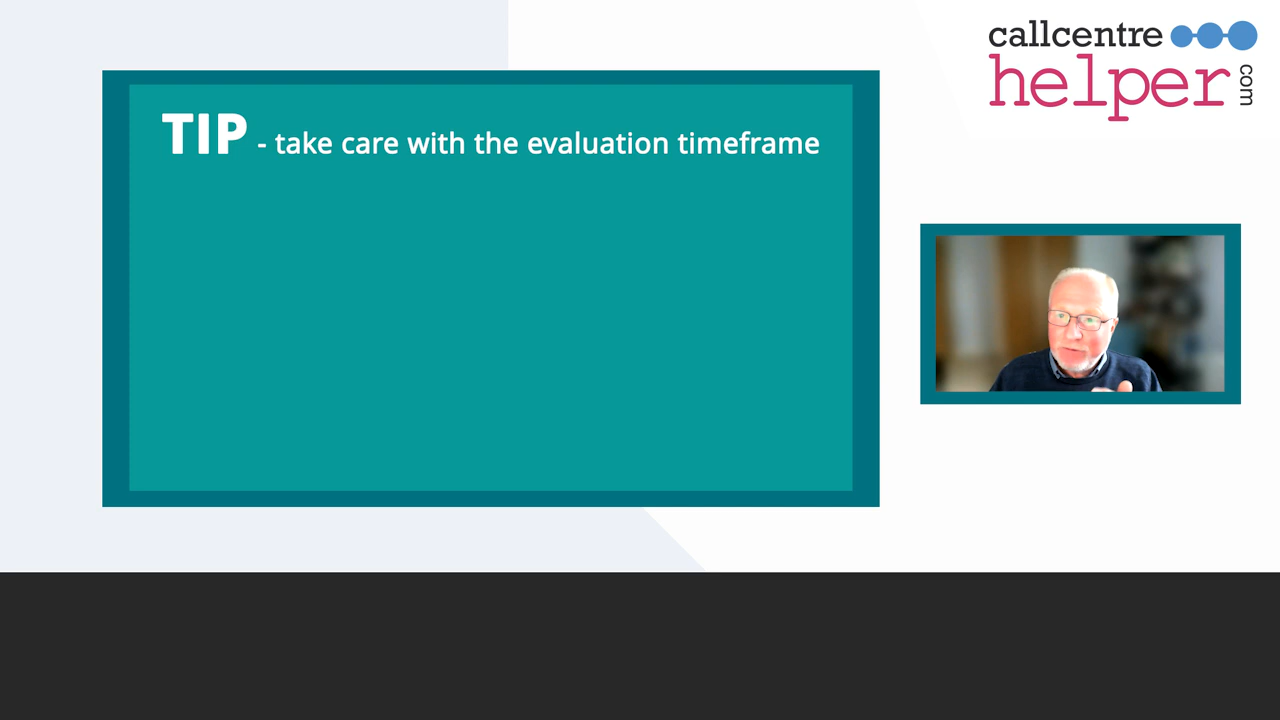 callcentre
helper
com
TIP - take care with the evaluation timeframe